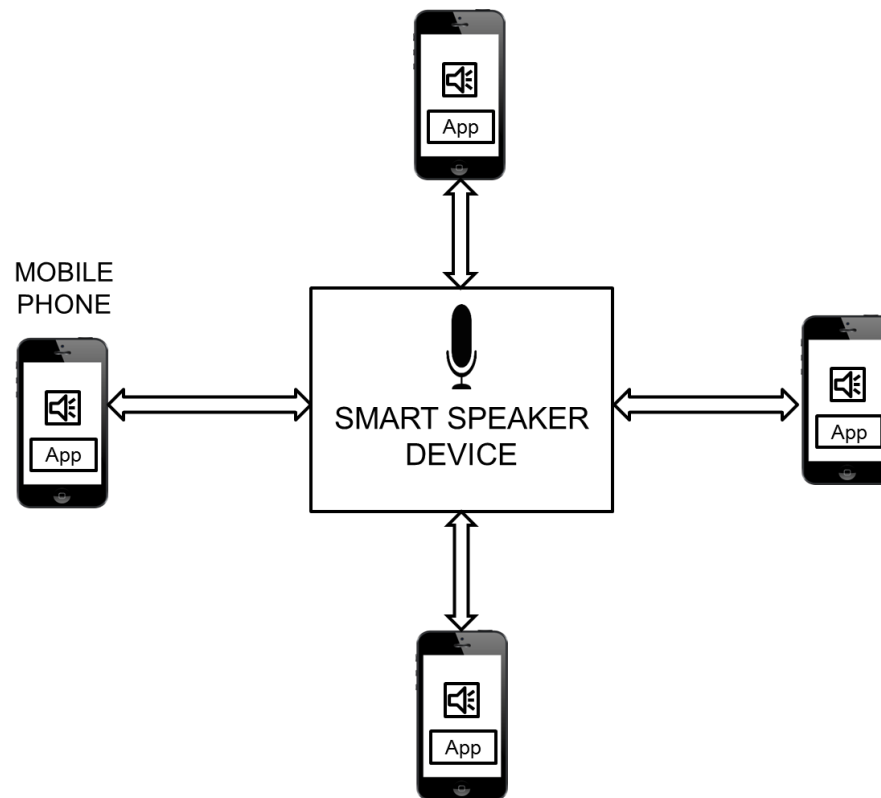 App
MOBILE
PHONE
App
SMART SPEAKER
DEVICE
App
App